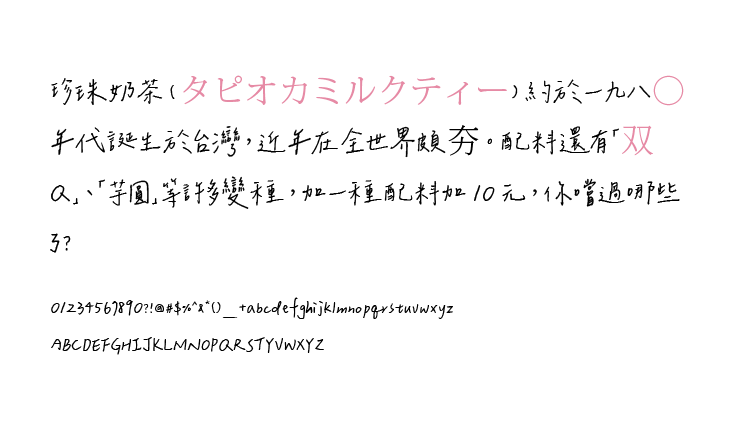 珍珠奶茶(タピオカミルクティー)約於一九八〇
年代誕生於台灣，近年在全世界頗夯。配料還有「双
Q」、「芋圓」等許多變種，加一種配料加10元，你嚐過哪些
ㄋ?
01234567890?!@#$%^&*()__+abcdefghijklmnopqrstuvwxyz
ABCDEFGHIJKLMNOPQRSTYVWXYZ